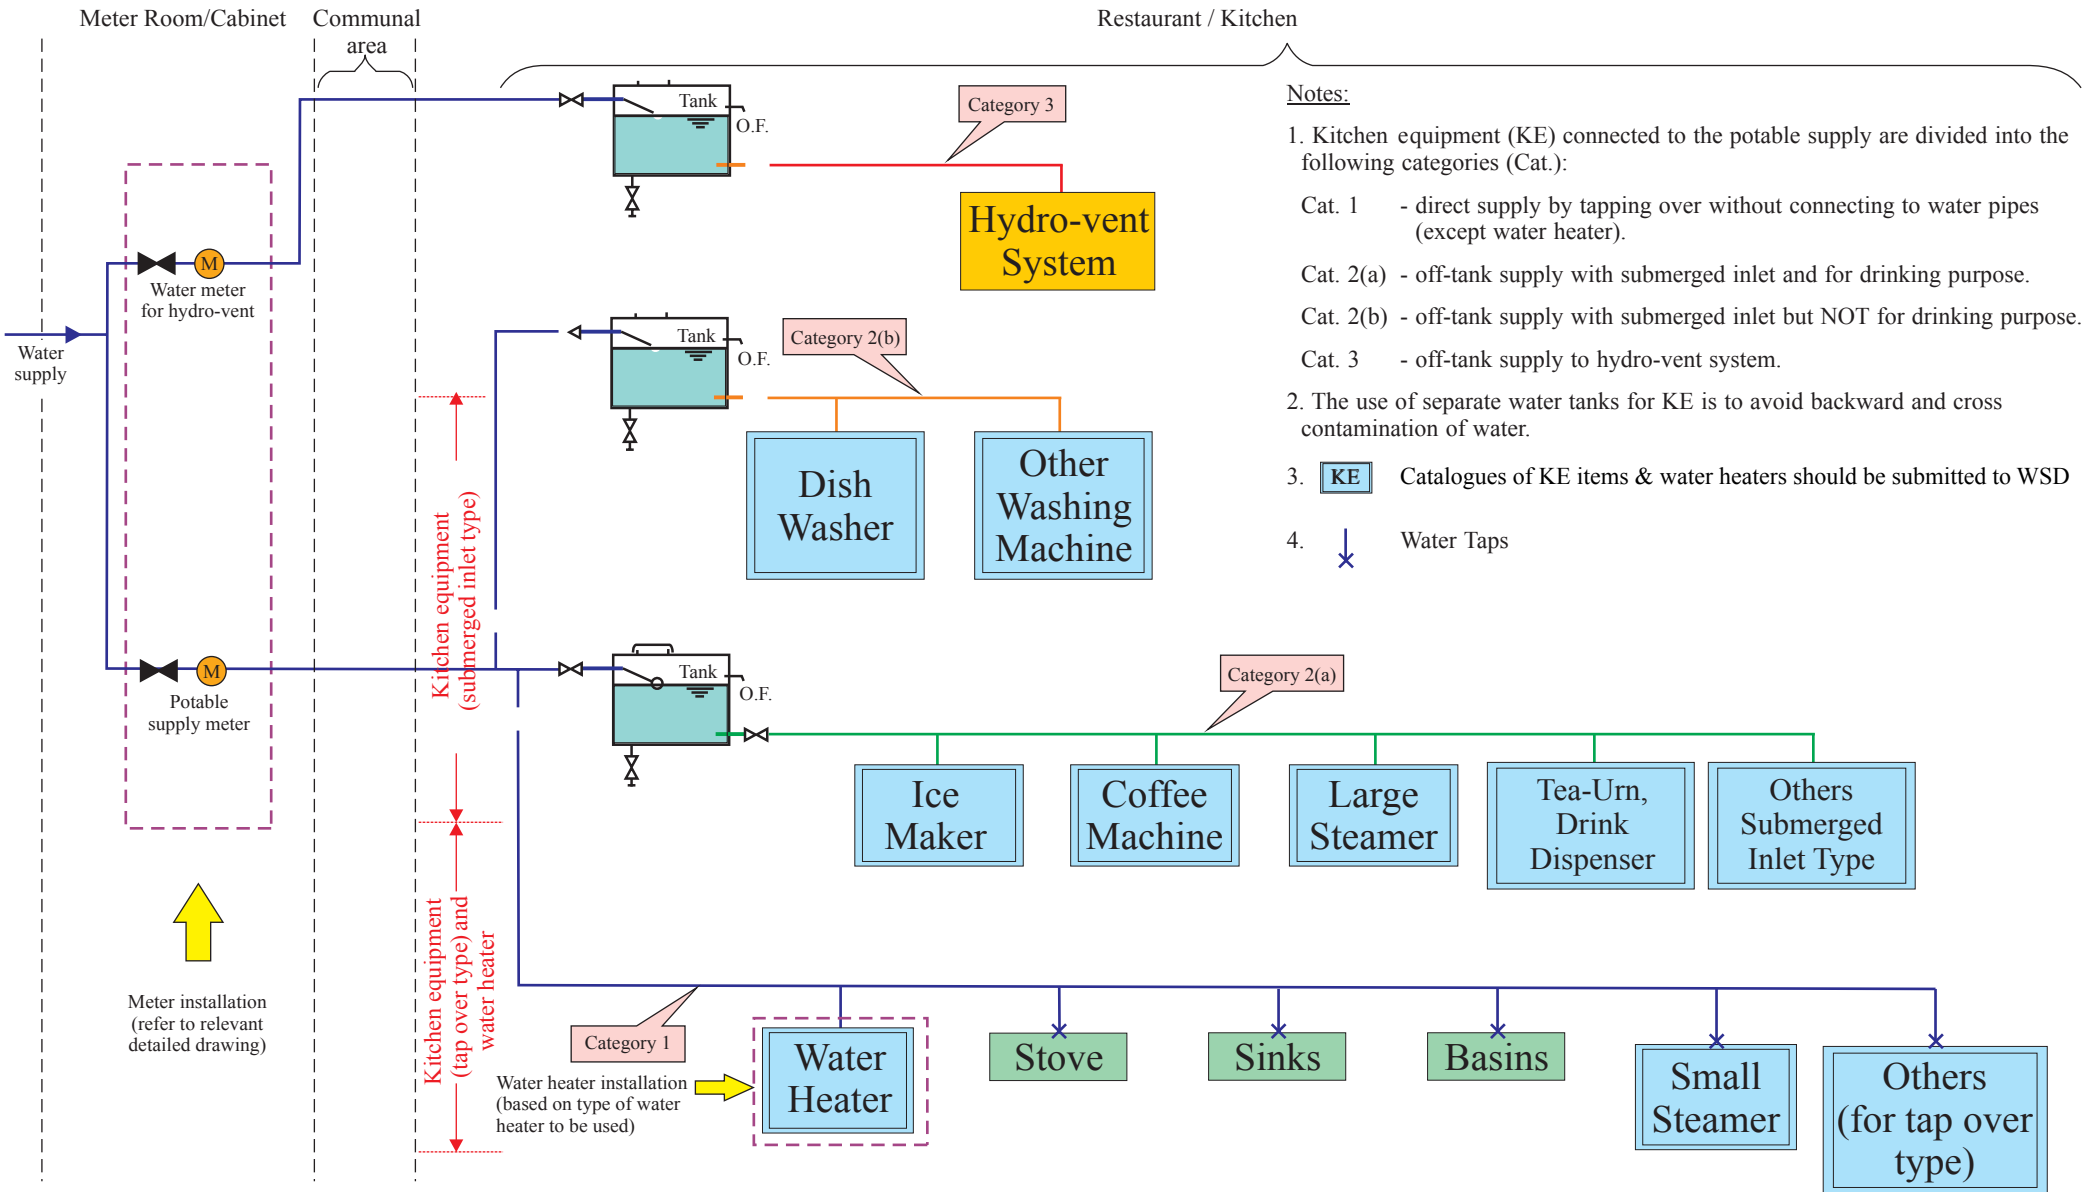 Meter Room/Cabinet
Communal
area
Restaurant / Kitchen
Tank
O.F.
Category 3
Hydro-vent
System
M
Water meter
for hydro-vent
Water
supply
Tank
O.F.
Category 2(b)
Dish
Washer
Other
Washing
Machine
Kitchen equipment
(submerged inlet type)
M
Potable
supply meter
Tank
O.F.
Category 2(a)
Ice
Maker
Coffee
Machine
Large
Steamer
Tea-Urn,
Drink
Dispenser
Others
Submerged
Inlet Type
Kitchen equipment
(tap over type) and
water heater
Meter installation
(refer to relevant
detailed drawing)
Category 1
Water heater installation
(based on type of water
heater to be used)
Water
Heater
Stove
Sinks
Basins
Small
Steamer
Others
(for tap over
type)
Notes:
1. Kitchen equipment (KE) connected to the potable supply are divided into the
following categories (Cat.):
Cat. 1 - direct supply by tapping over without connecting to water pipes
(except water heater).
Cat. 2(a) - off-tank supply with submerged inlet and for drinking purpose.
Cat. 2(b) - off-tank supply with submerged inlet but NOT for drinking purpose.
Cat. 3 - off-tank supply to hydro-vent system.
2. The use of separate water tanks for KE is to avoid backward and cross
contamination of water.
3. KE Catalogues of KE items & water heaters should be submitted to WSD
4. Water Taps